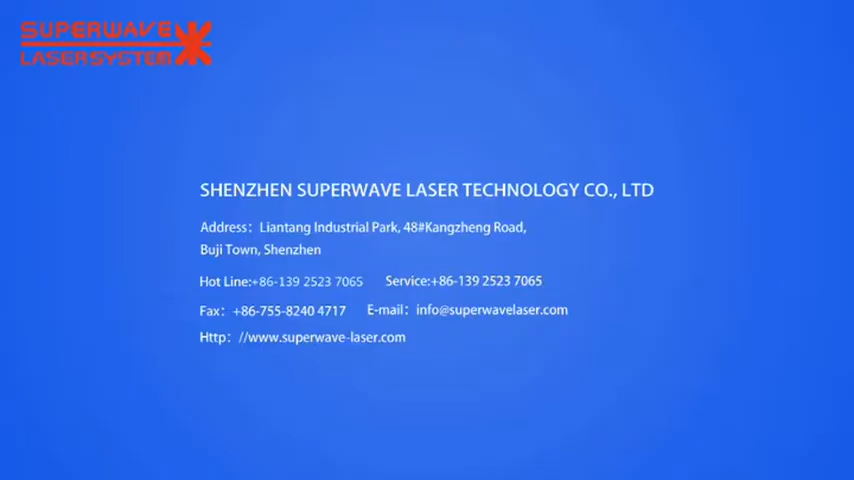 SUPERWAVE
LASERSYSTEM
SHENZHEN SUPERWAVE LASER TECHNOLOGY CO., LTD
Address：Liantang Industrial Park, 48#Kangzheng Road,
Buji Town, Shenzhen
Hot Line:+86-139 2523 7065 Service:+86-139 2523 7065
Fax：+86-755-8240 4717 E-mail：info@superwavelaser.com
Http：//www.superwave-laser.com